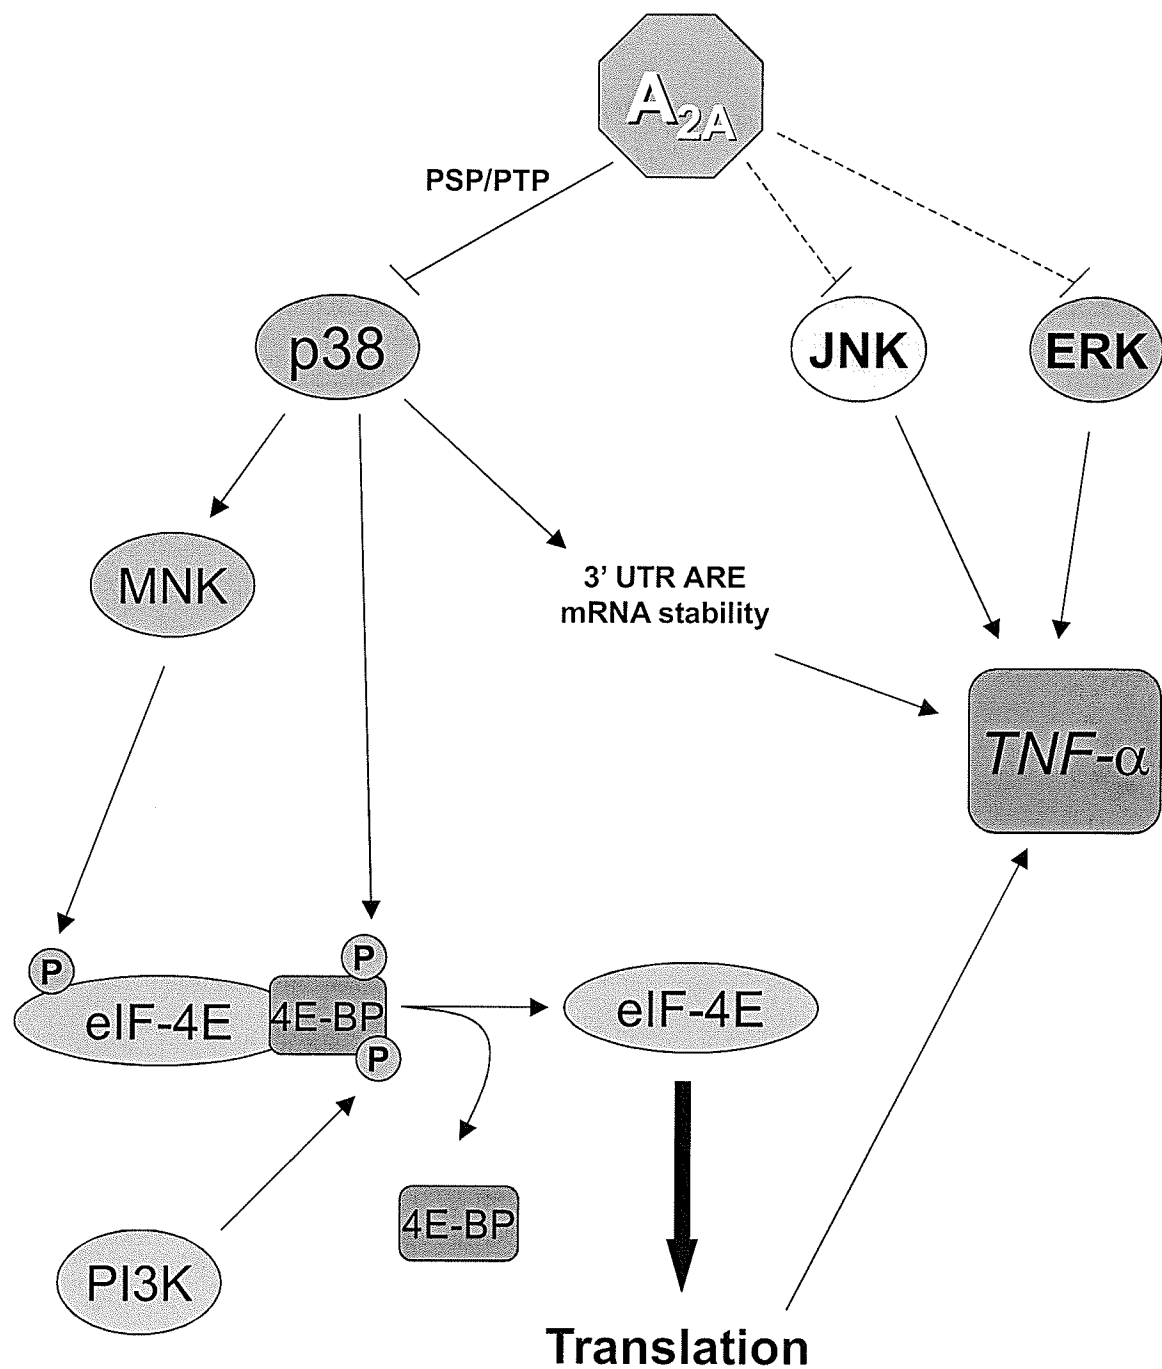 A2A
PSP/PTP
p38
JNK
ERK
MNK
3’ UTR ARE
mRNA stability
TNF-α
P
P
eIF-4E
4E-BP
eIF-4E
P
4E-BP
PI3K
Translation